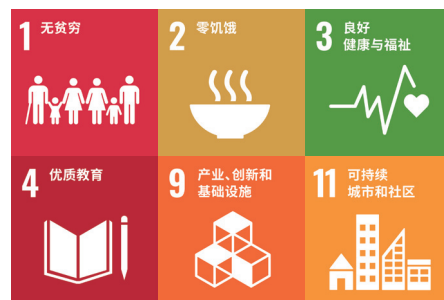 1 无贫穷
2 零饥饿
3 良好
健康与福祉
4 优质教育
9 产业、创新和
基础设施
11 可持续
城市和社区